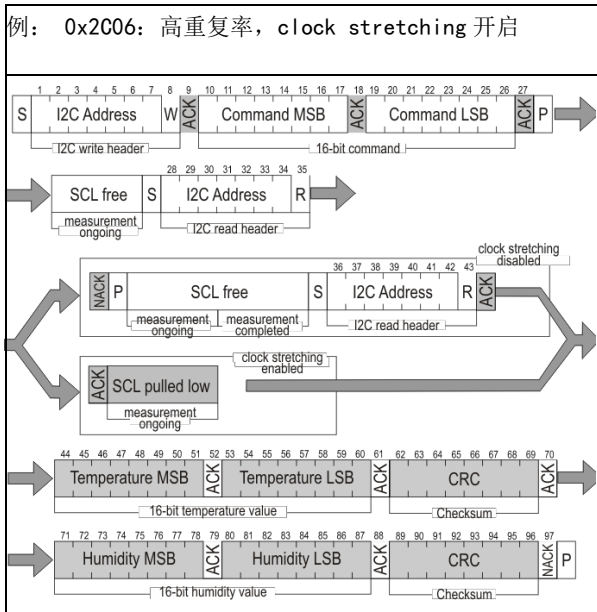 例： 0x2C06：高重复率，clock stretching 开启
1 2 3 4 5 6 7 8 9 10 11 12 13 14 15 16 17 18 19 20 21 22 23 24 25 26 27
S I2C Address W ACK Command MSB ACK Command LSB ACK P
I2C write header 16-bit command
28 29 30 31 32 33 34 35
SCL free S I2C Address R
measurement ongoing I2C read header
clock stretching disabled
36 37 38 39 40 41 42 43
NACK P SCL free S I2C Address R ACK
measurement ongoing measurement completed I2C read header
clock stretching enabled
ACK SCL pulled low
measurement ongoing
44 45 46 47 48 49 50 51 52 53 54 55 56 57 58 59 60 61 62 63 64 65 66 67 68 69 70
Temperature MSB ACK Temperature LSB ACK CRC ACK
16-bit temperature value Checksum
71 72 73 74 75 76 77 78 79 80 81 82 83 84 85 86 87 88 89 90 91 92 93 94 95 96 97
Humidity MSB ACK Humidity LSB ACK CRC NACK P
16-bit humidity value Checksum